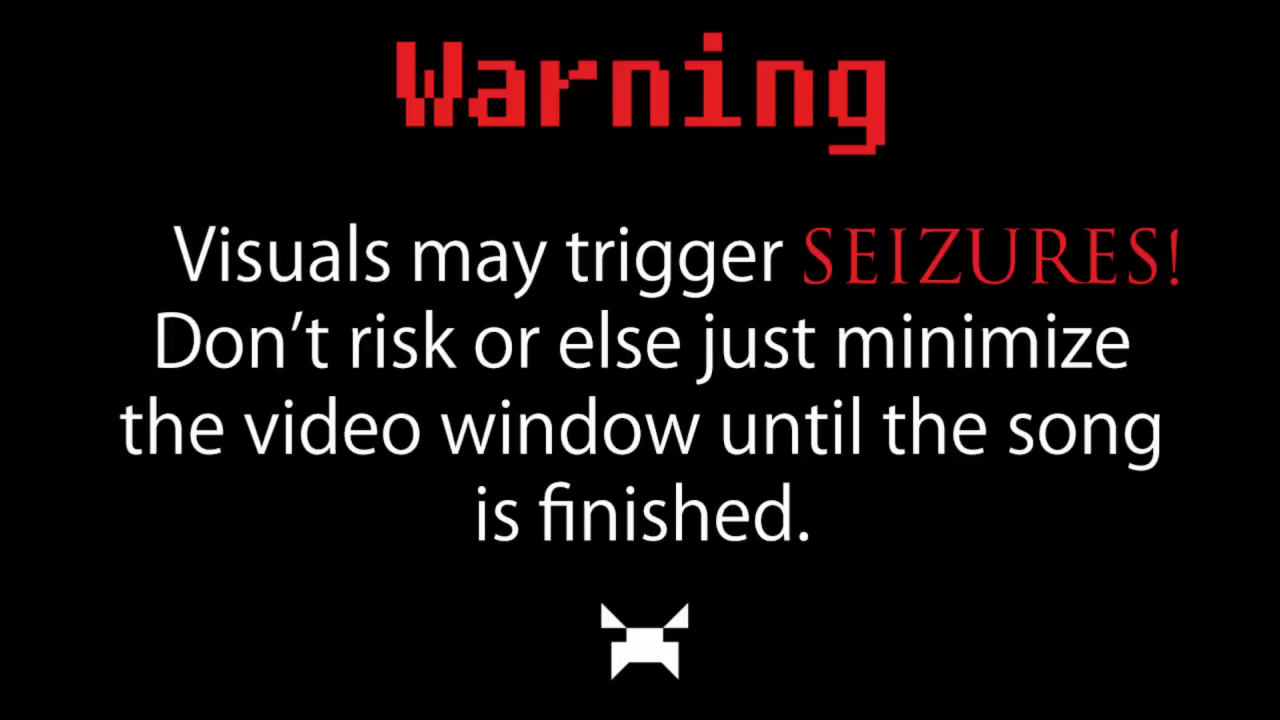 Warning
Visuals may trigger SEIZURES!
Don’t risk or else just minimize
the video window until the song
is finished.